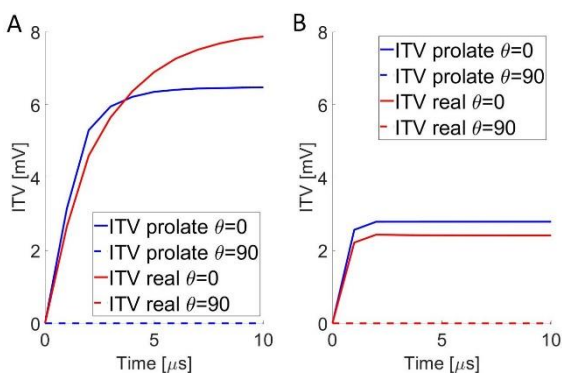 A
8
6
4
2
0
ITV [mV]
ITV prolate θ=0
ITV prolate θ=90
ITV real θ=0
ITV real θ=90
0
5
10
Time [μs]
B
8
6
4
2
0
ITV [mV]
ITV prolate θ=0
ITV prolate θ=90
ITV real θ=0
ITV real θ=90
0
5
10
Time [μs]